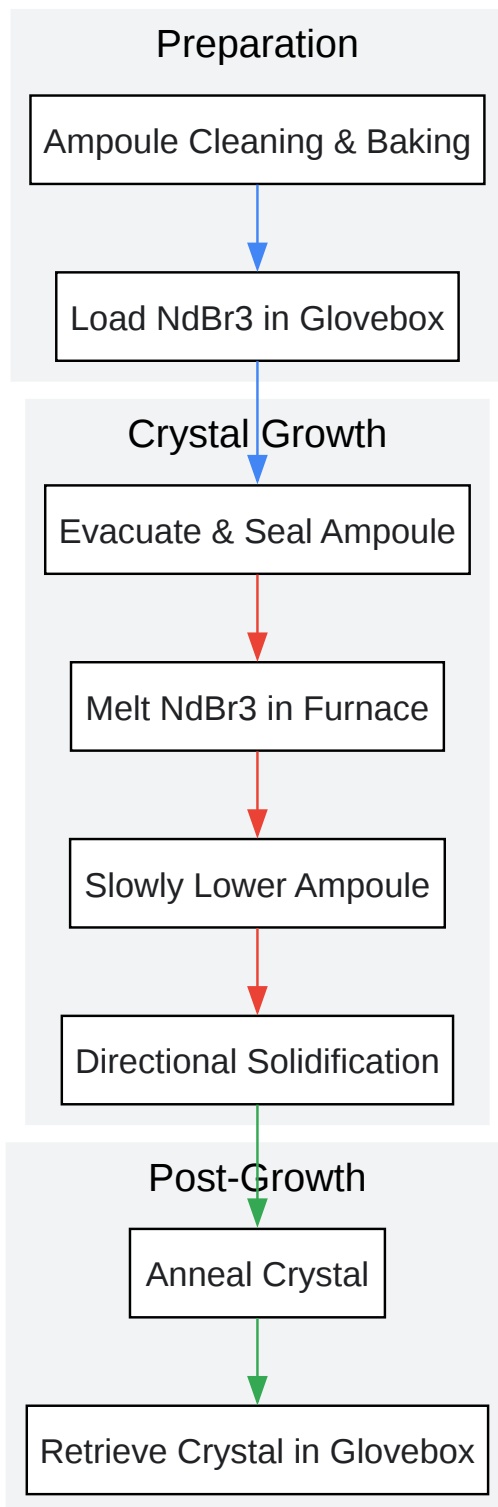 Preparation
Ampoule Cleaning & Baking
Load NdBr3 in Glovebox
Crystal Growth
Evacuate & Seal Ampoule
Melt NdBr3 in Furnace
Slowly Lower Ampoule
Directional Solidification
Post-Growth
Anneal Crystal
Retrieve Crystal in Glovebox